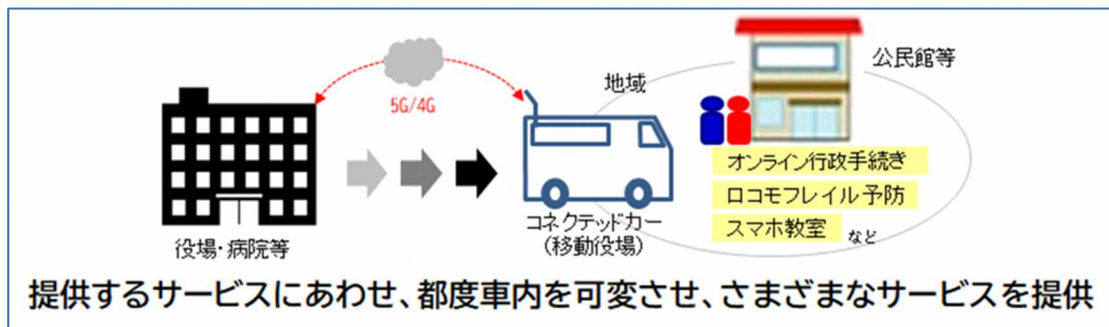 公民館等
地域
5G/4G
オンライン行政手続き
ロコモフレイル予防
スマホ教室 など
コネクテッドカー
(移動役場)
役場・病院等
提供するサービスにあわせ、都度車内を可変させ、さまざまなサービスを提供